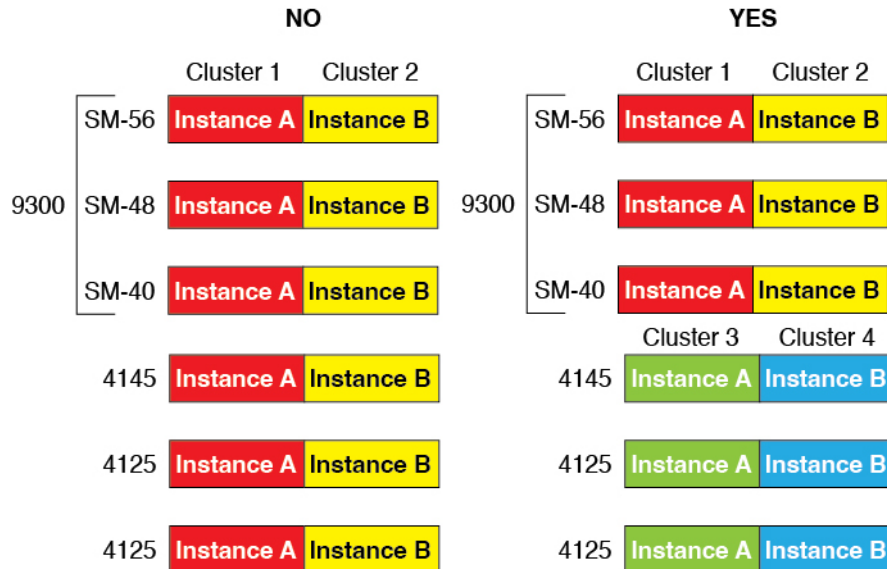 NO
YES
Cluster 1 Cluster 2
Cluster 1 Cluster 2
SM-56 Instance A Instance B
SM-56 Instance A Instance B
9300 SM-48 Instance A Instance B
9300 SM-48 Instance A Instance B
SM-40 Instance A Instance B
SM-40 Instance A Instance B
Cluster 3 Cluster 4
4145 Instance A Instance B
4145 Instance A Instance B
4125 Instance A Instance B
4125 Instance A Instance B
4125 Instance A Instance B
4125 Instance A Instance B